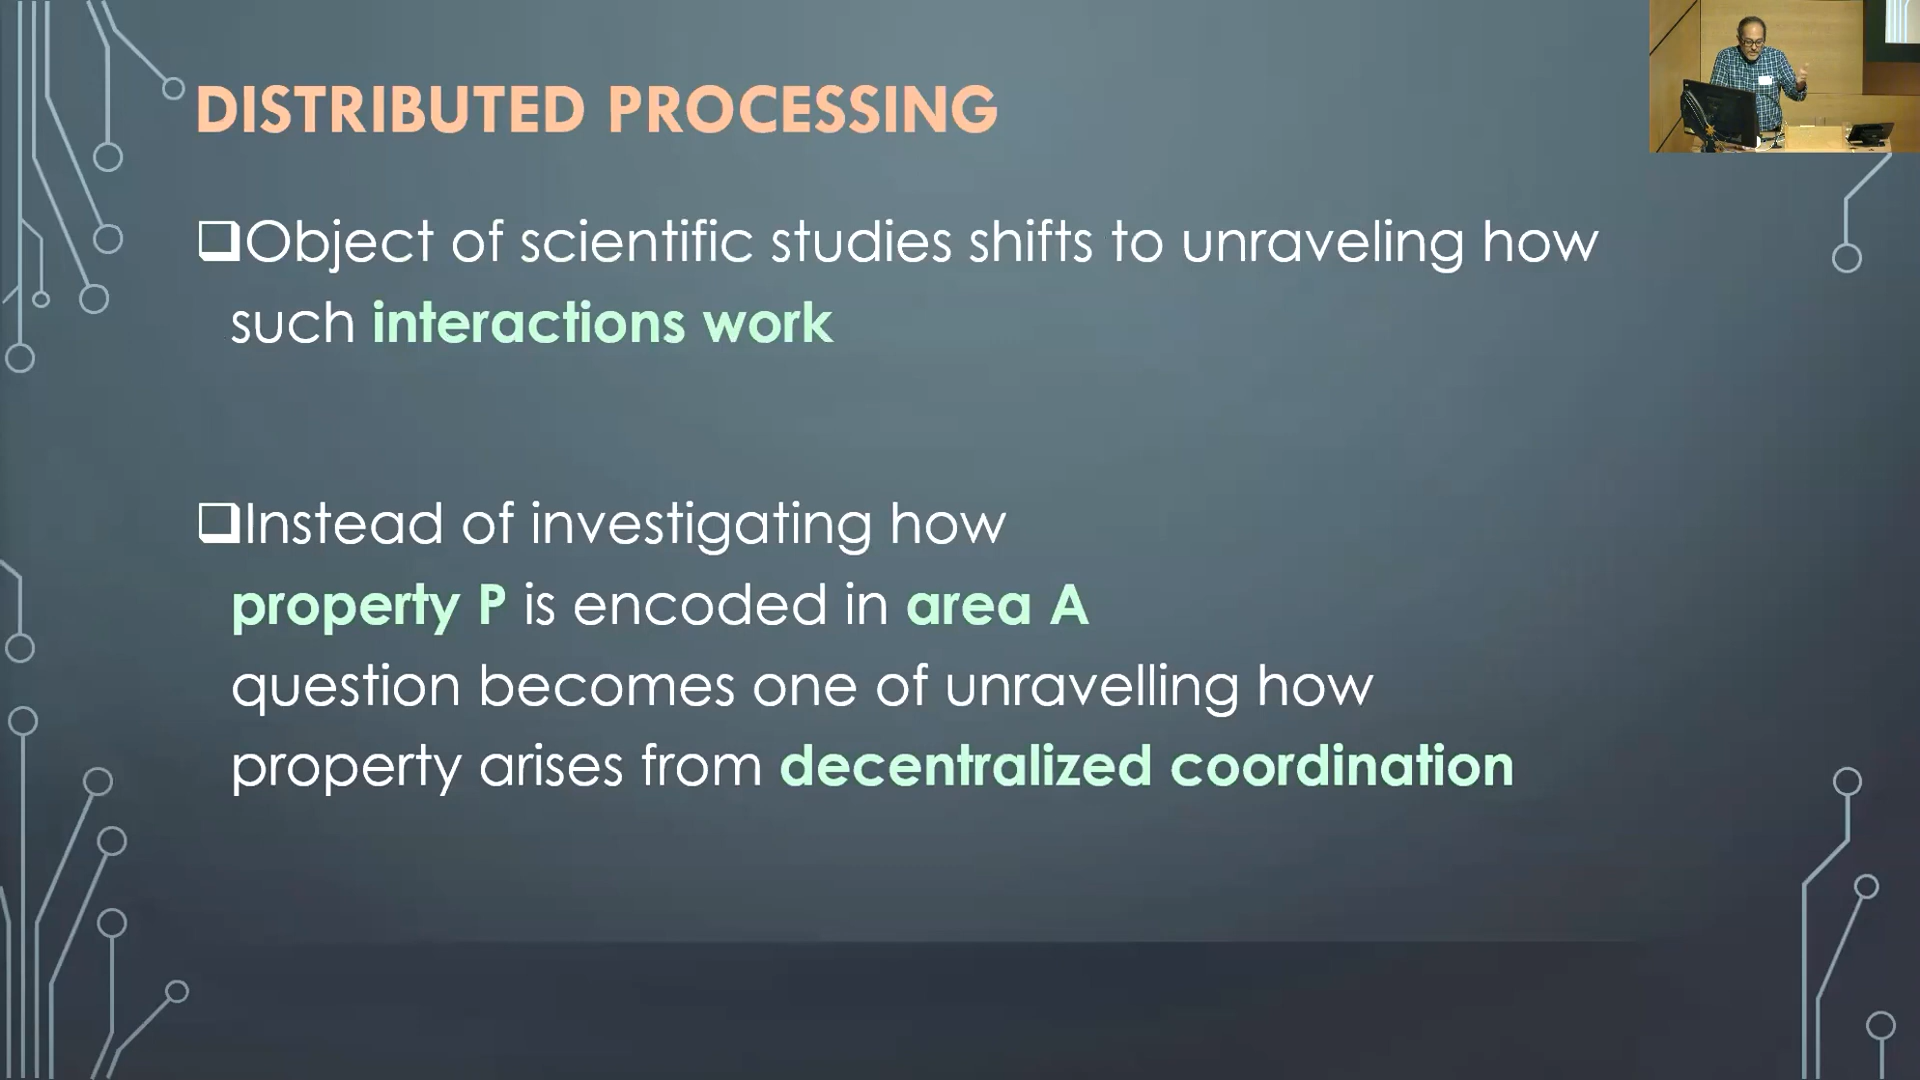 DISTRIBUTED PROCESSING
❑Object of scientific studies shifts to unraveling how
such interactions work
❑Instead of investigating how
property P is encoded in area A
question becomes one of unravelling how
property arises from decentralized coordination